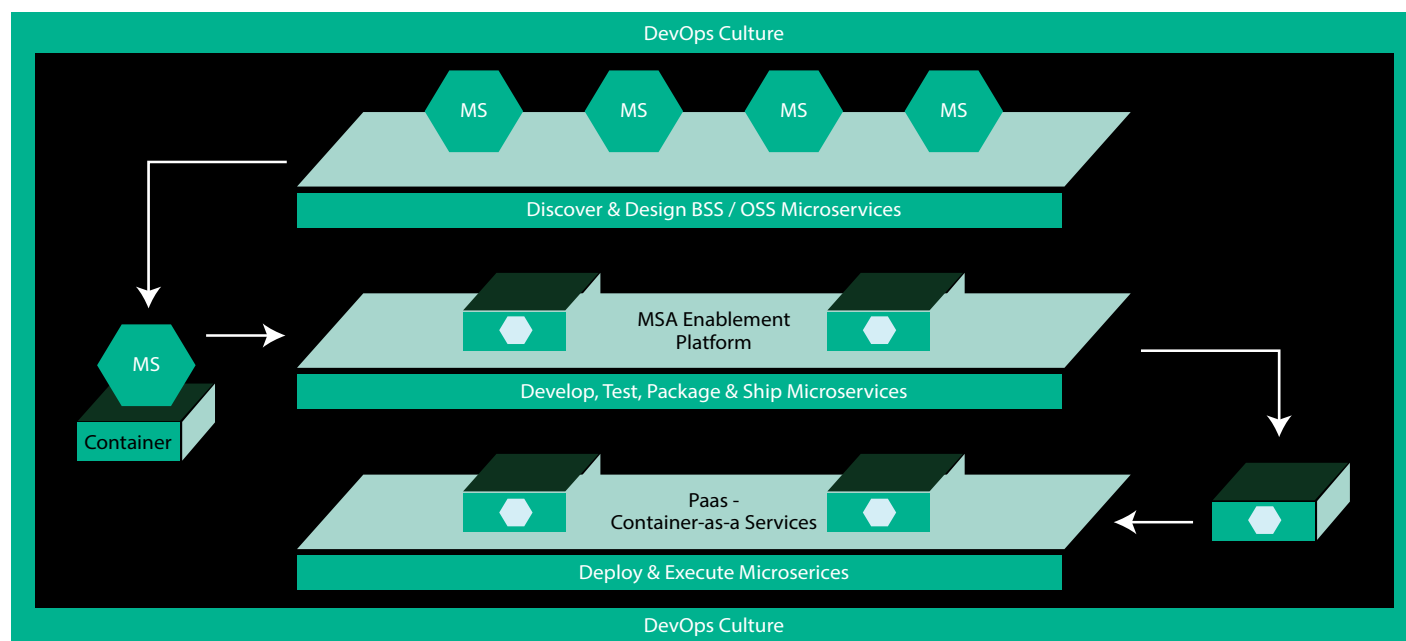 DevOps Culture
MS
MS
MS
MS
Discover & Design BSS / OSS Microservices
MS
Container
MSA Enablement
Platform
Develop, Test, Package & Ship Microservices
Paas -
Container-as-a Services
Deploy & Execute Microserices
DevOps Culture